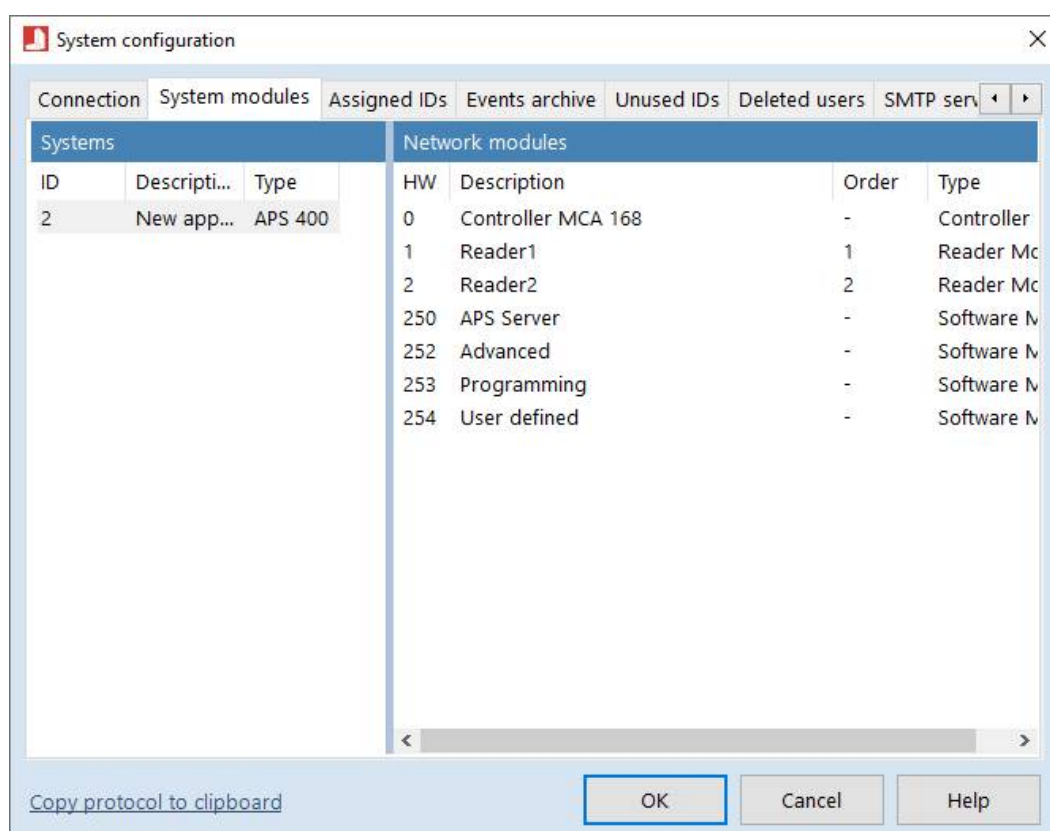 System configuration
Connection System modules Assigned IDs Events archive Unused IDs Deleted users SMTP serv
Systems Network modules
ID Descripti... Type HW Description Order Type
2 New app... APS 400 0 Controller MCA 168 - Controller
1 Reader1 1 Reader Mo
2 Reader2 2 Reader Mo
250 APS Server - Software M
252 Advanced - Software M
253 Programming - Software M
254 User defined - Software M
Copy protocol to clipboard OK Cancel Help